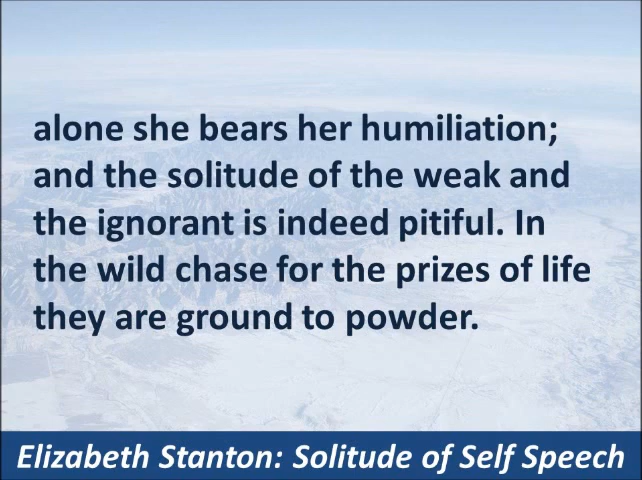 alone she bears her humiliation;
and the solitude of the weak and
the ignorant is indeed pitiful. In
the wild chase for the prizes of life
they are ground to powder.
Elizabeth Stanton: Solitude of Self Speech